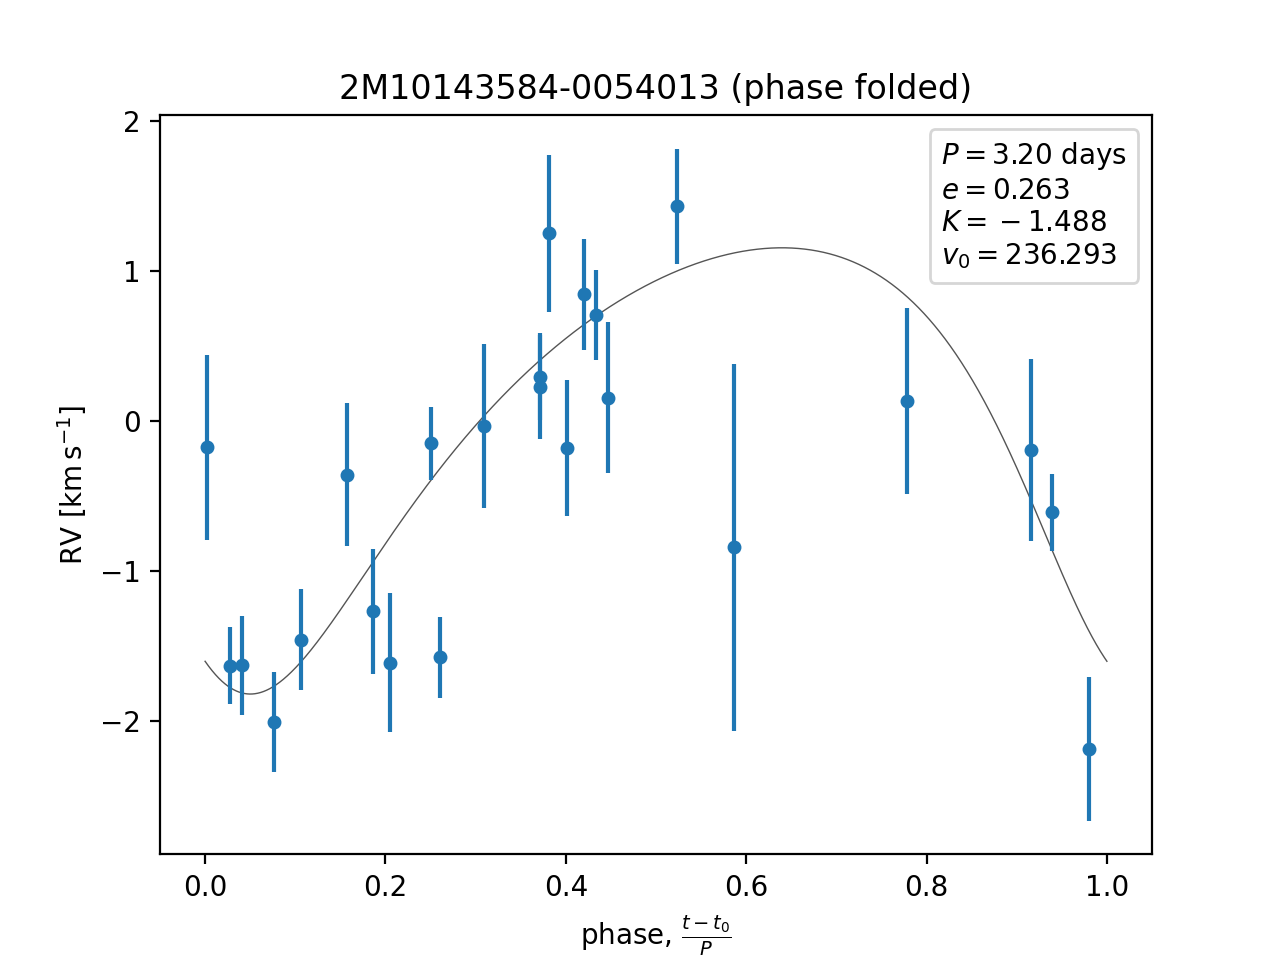 2M10143584-0054013 (phase folded)
P = 3.20 days
e = 0.263
K = −1.488
v₀ = 236.293
2
1
0
−1
−2
RV [km s⁻¹]
0.0 0.2 0.4 0.6 0.8 1.0
phase, (t − t₀)/P